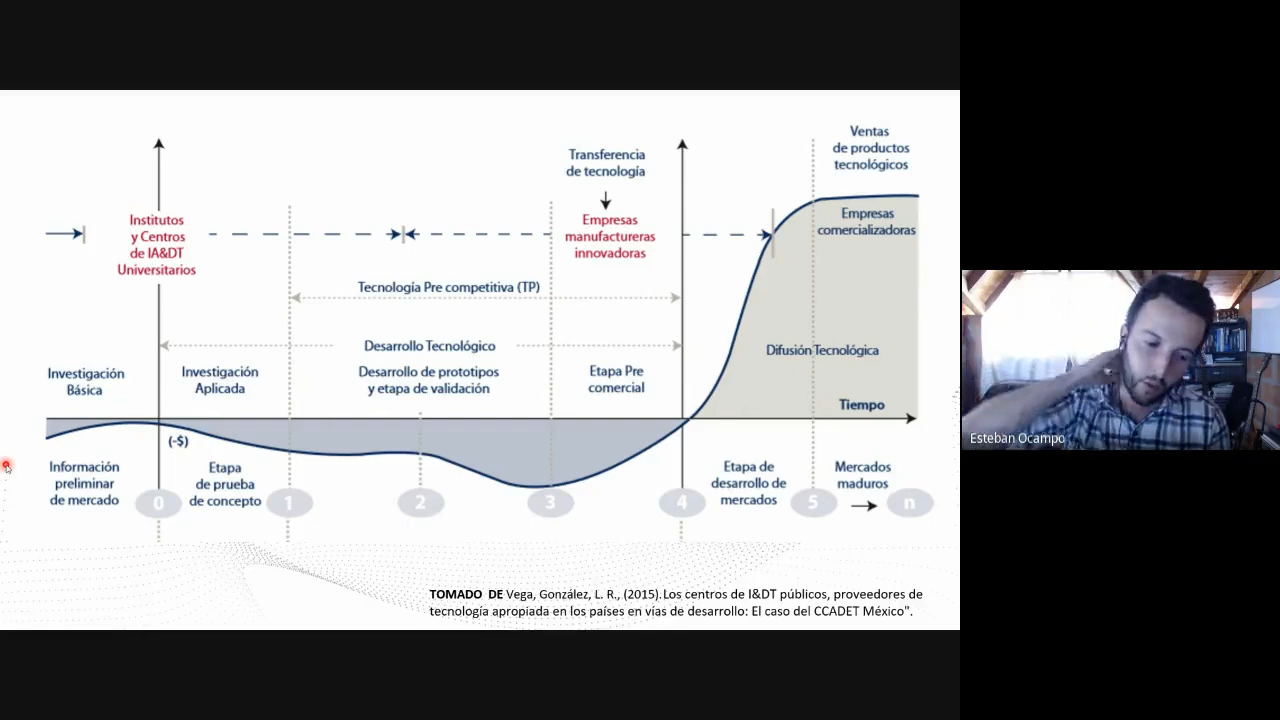 Ventas
de productos
tecnológicos
Transferencia
de tecnología
Institutos
y Centros
de IA&DT
Universitarios
Empresas
manufactureras
innovadoras
Empresas
comercializadoras
Tecnología Pre competitiva (TP)
Desarrollo Tecnológico
Difusión Tecnológica
Investigación
Básica
Investigación
Aplicada
Desarrollo de prototipos
y etapa de validación
Etapa Pre
comercial
Tiempo
(-$)
Información
preliminar
de mercado
Etapa
de prueba
de concepto
Etapa de
desarrollo de
mercados
Mercados
maduros
0
1
2
3
4
5
n
TOMADO DE Vega, González, L. R., (2015).Los centros de I&DT públicos, proveedores de
tecnología apropiada en los países en vías de desarrollo: El caso del CCADET México".
Esteban Ocampo